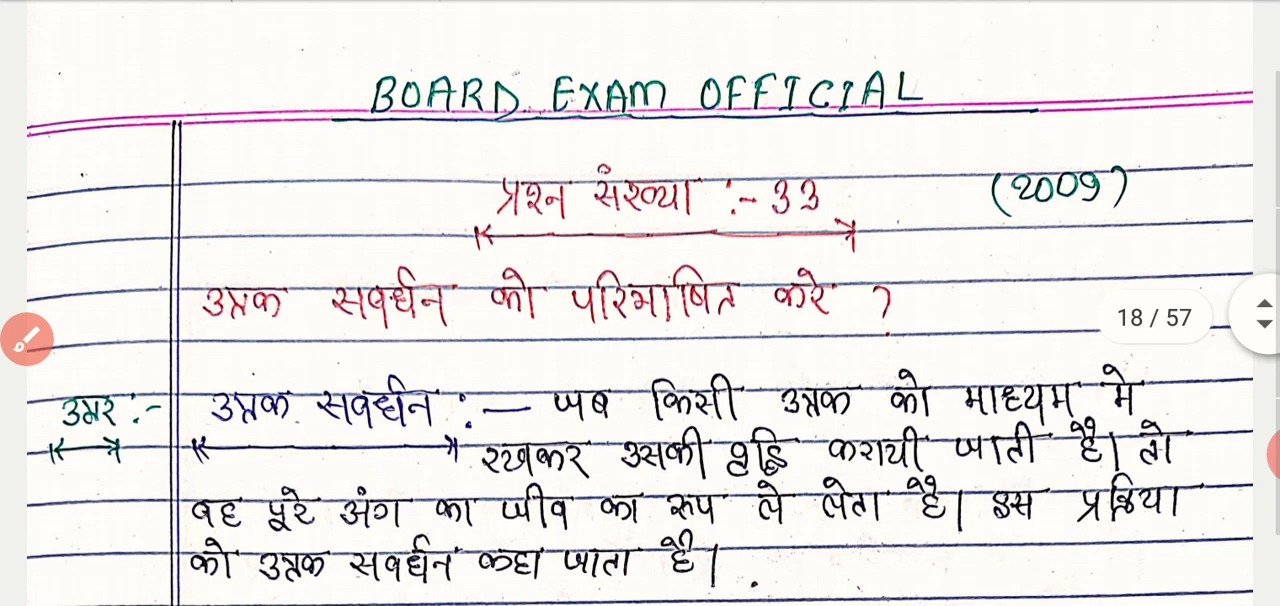 BOARD EXAM OFFICIAL
प्रश्न संख्या :- 33 (2009)
उत्तक सवर्धन को परिभाषित करे ?
18 / 57
उत्तर :- उत्तक सवर्धन :— जब किसी उत्तक को माध्यम मे
रखकर उसकी वृद्धि करायी जाती है। तो
वह पूरे अंग का जीव का रूप ले लेता है। इस प्रक्रिया
को उत्तक सवर्धन कहा जाता है।